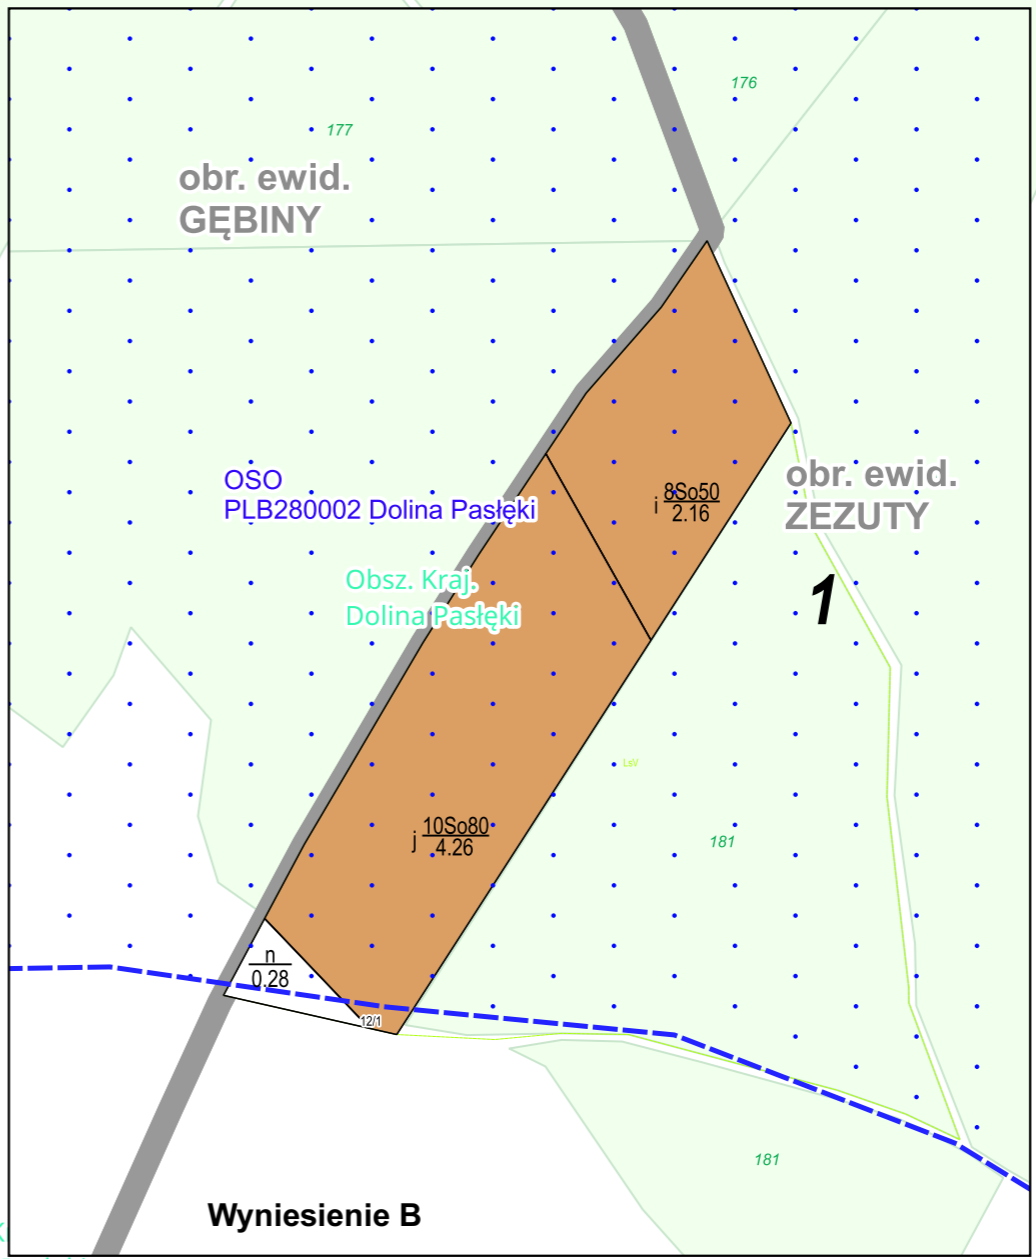 176
177
obr. ewid.
GĘBINY
OSO
PLB280002 Dolina Pasłęki
obr. ewid.
ZEZUTY
i 8So50
2.16
Obsz. Kraj.
Dolina Pasłęki
1
LsV
j 10So80
4.26
181
n
0.28
12/1
181
Wyniesienie B